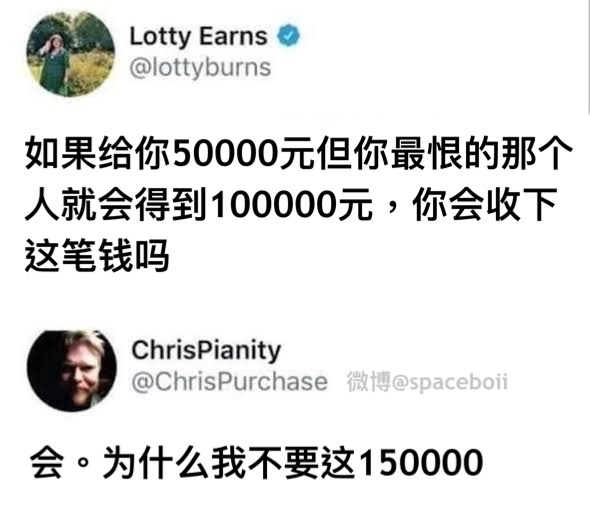 Lotty Earns
@lottyburns
如果给你50000元但你最恨的那个
人就会得到100000元，你会收下
这笔钱吗
ChrisPianity
@ChrisPurchase 微博@spaceboii
会。为什么我不要这150000